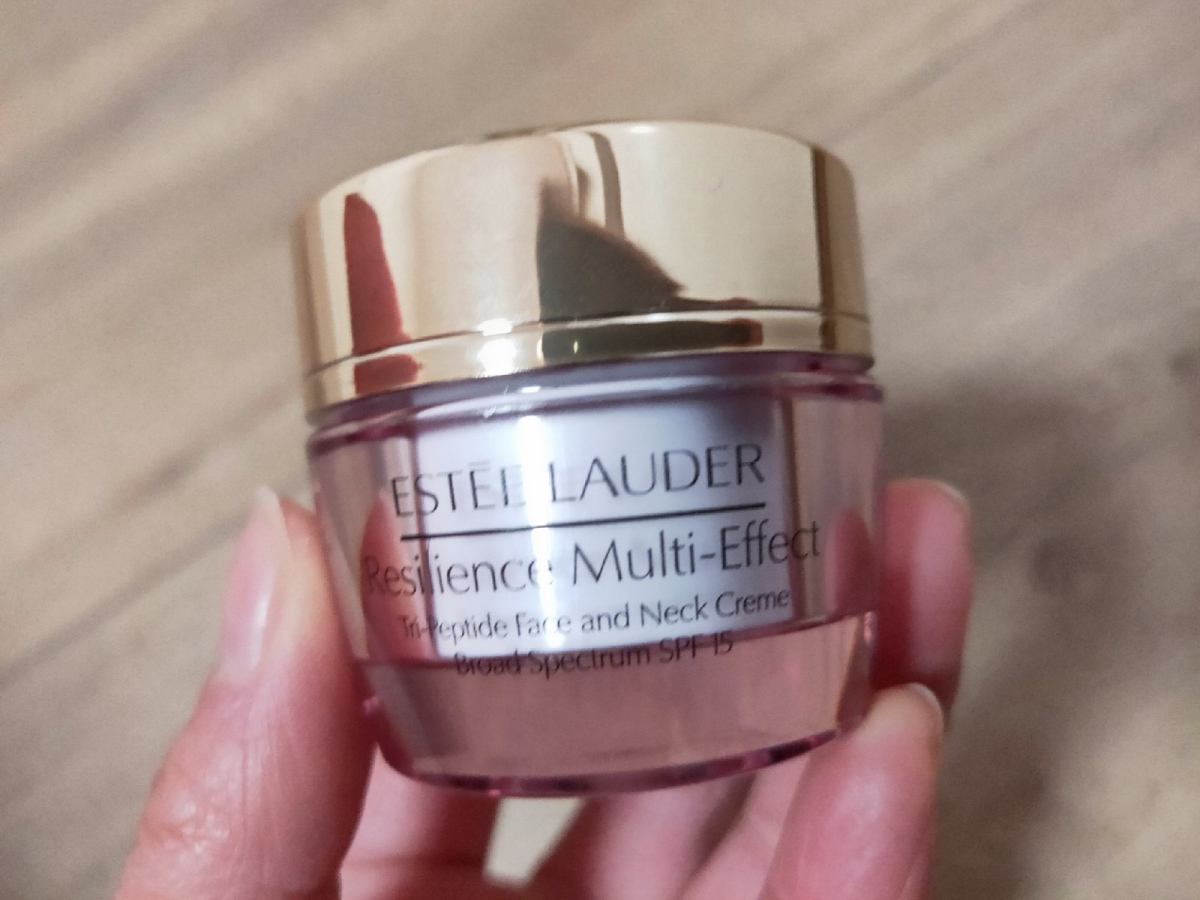 ESTĒE LAUDER
Resilience Multi-Effect
Tri-Peptide Face and Neck Creme
Broad Spectrum SPF 15